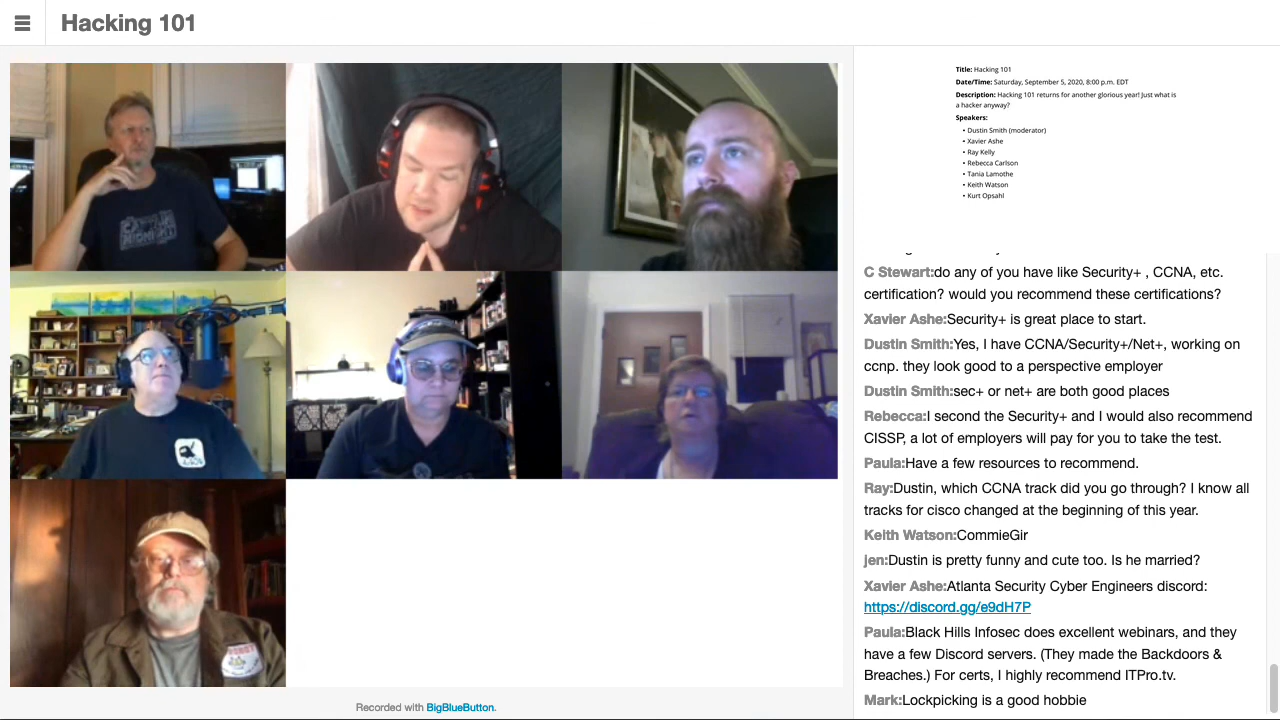 Hacking 101
Title: Hacking 101
Date/Time: Saturday, September 5, 2020, 8:00 p.m. EDT
Description: Hacking 101 returns for another glorious year! Just what is
a hacker anyway?
Speakers:
• Dustin Smith (moderator)
• Xavier Ashe
• Ray Kelly
• Rebecca Carlson
• Tania Lamothe
• Keith Watson
• Kurt Opsahl
C Stewart:do any of you have like Security+ , CCNA, etc.
certification? would you recommend these certifications?
Xavier Ashe:Security+ is great place to start.
Dustin Smith:Yes, I have CCNA/Security+/Net+, working on
ccnp. they look good to a perspective employer
Dustin Smith:sec+ or net+ are both good places
Rebecca:I second the Security+ and I would also recommend
CISSP, a lot of employers will pay for you to take the test.
Paula:Have a few resources to recommend.
Ray:Dustin, which CCNA track did you go through? I know all
tracks for cisco changed at the beginning of this year.
Keith Watson:CommieGir
jen:Dustin is pretty funny and cute too. Is he married?
Xavier Ashe:Atlanta Security Cyber Engineers discord:
https://discord.gg/e9dH7P
Paula:Black Hills Infosec does excellent webinars, and they
have a few Discord servers. (They made the Backdoors &
Breaches.) For certs, I highly recommend ITPro.tv.
Mark:Lockpicking is a good hobbie
Recorded with BigBlueButton.